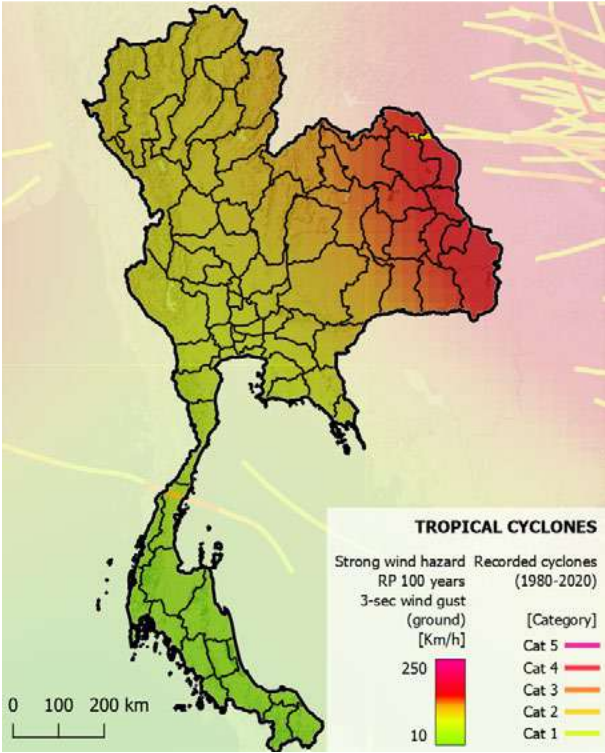 TROPICAL CYCLONES
Strong wind hazard
RP 100 years
3-sec wind gust
(ground)
[Km/h]
250
10
Recorded cyclones
(1980-2020)
[Category]
Cat 5
Cat 4
Cat 3
Cat 2
Cat 1
0 100 200 km